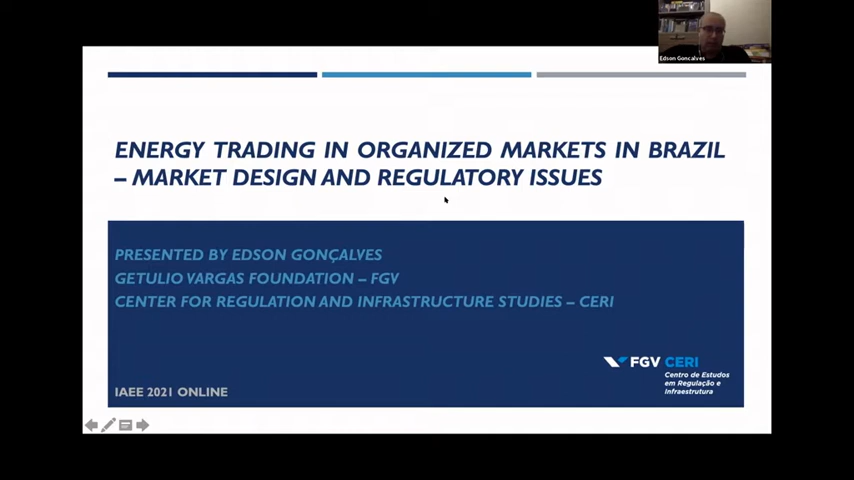 Edson Goncalves
ENERGY TRADING IN ORGANIZED MARKETS IN BRAZIL
– MARKET DESIGN AND REGULATORY ISSUES
PRESENTED BY EDSON GONÇALVES
GETULIO VARGAS FOUNDATION – FGV
CENTER FOR REGULATION AND INFRASTRUCTURE STUDIES – CERI
FGV CERI
Centro de Estudos
em Regulação e
Infraestrutura
IAEE 2021 ONLINE